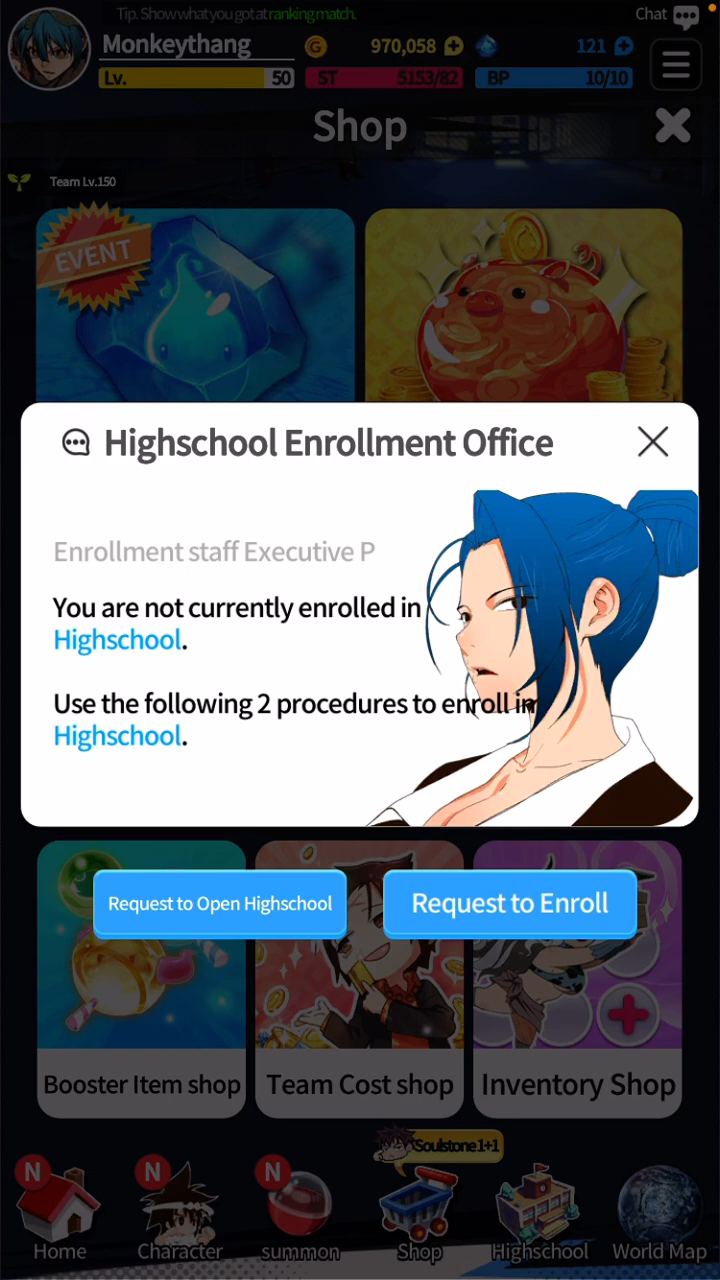 Tip. Show what you got at ranking match.
Chat
Monkeythang
G
970,058
121
Lv. 50
ST 5153/82
BP 10/10
Shop
Team Lv.150
EVENT
Highschool Enrollment Office
Enrollment staff Executive P
You are not currently enrolled in
Highschool.
Use the following 2 procedures to enroll in
Highschool.
Request to Open Highschool
Request to Enroll
Booster Item shop
Team Cost shop
Inventory Shop
Soulstone 1+1
N
N
N
Home
Character
summon
Shop
Highschool
World Map